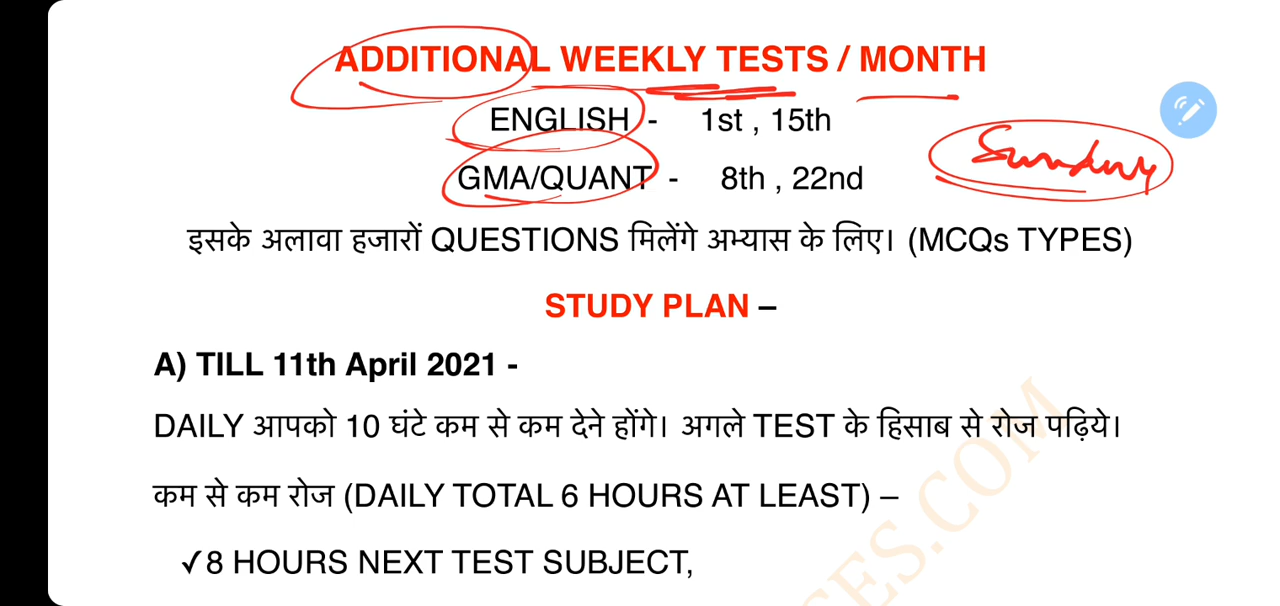 ADDITIONAL WEEKLY TESTS / MONTH
ENGLISH - 1st , 15th
GMA/QUANT - 8th , 22nd
Sunday
इसके अलावा हजारों QUESTIONS मिलेंगे अभ्यास के लिए। (MCQs TYPES)
STUDY PLAN –
A) TILL 11th April 2021 -
DAILY आपको 10 घंटे कम से कम देने होंगे। अगले TEST के हिसाब से रोज पढ़िये।
कम से कम रोज (DAILY TOTAL 6 HOURS AT LEAST) –
✓8 HOURS NEXT TEST SUBJECT,
SES.COM